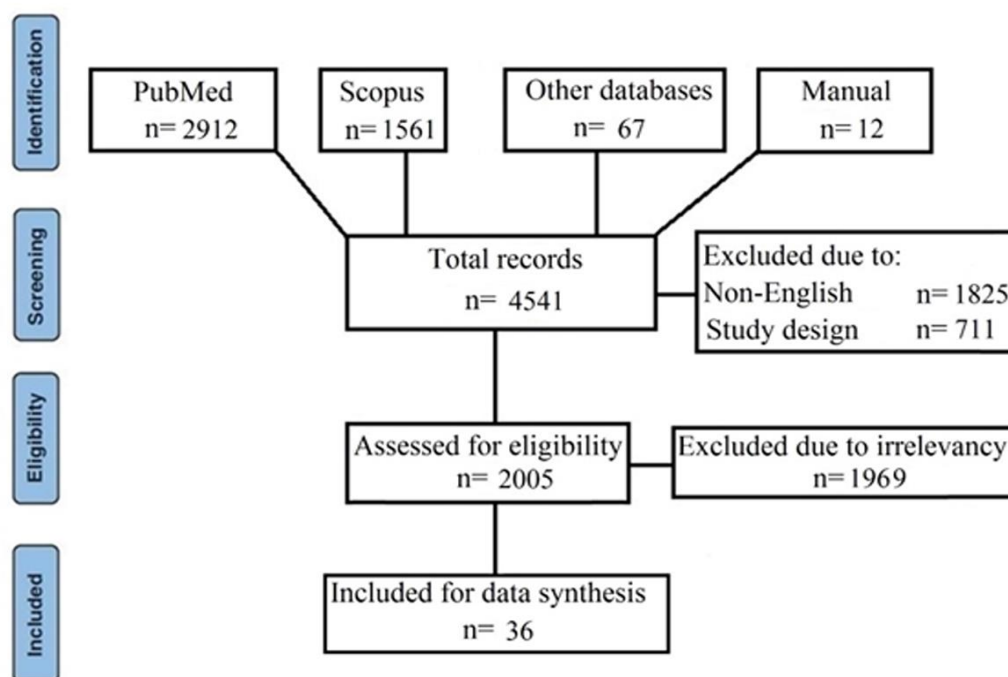 Identification
PubMed
n= 2912
Scopus
n= 1561
Other databases
n= 67
Manual
n= 12
Screening
Total records
n= 4541
Excluded due to:
Non-English n= 1825
Study design n= 711
Eligibility
Assessed for eligibility
n= 2005
Excluded due to irrelevancy
n= 1969
Included
Included for data synthesis
n= 36